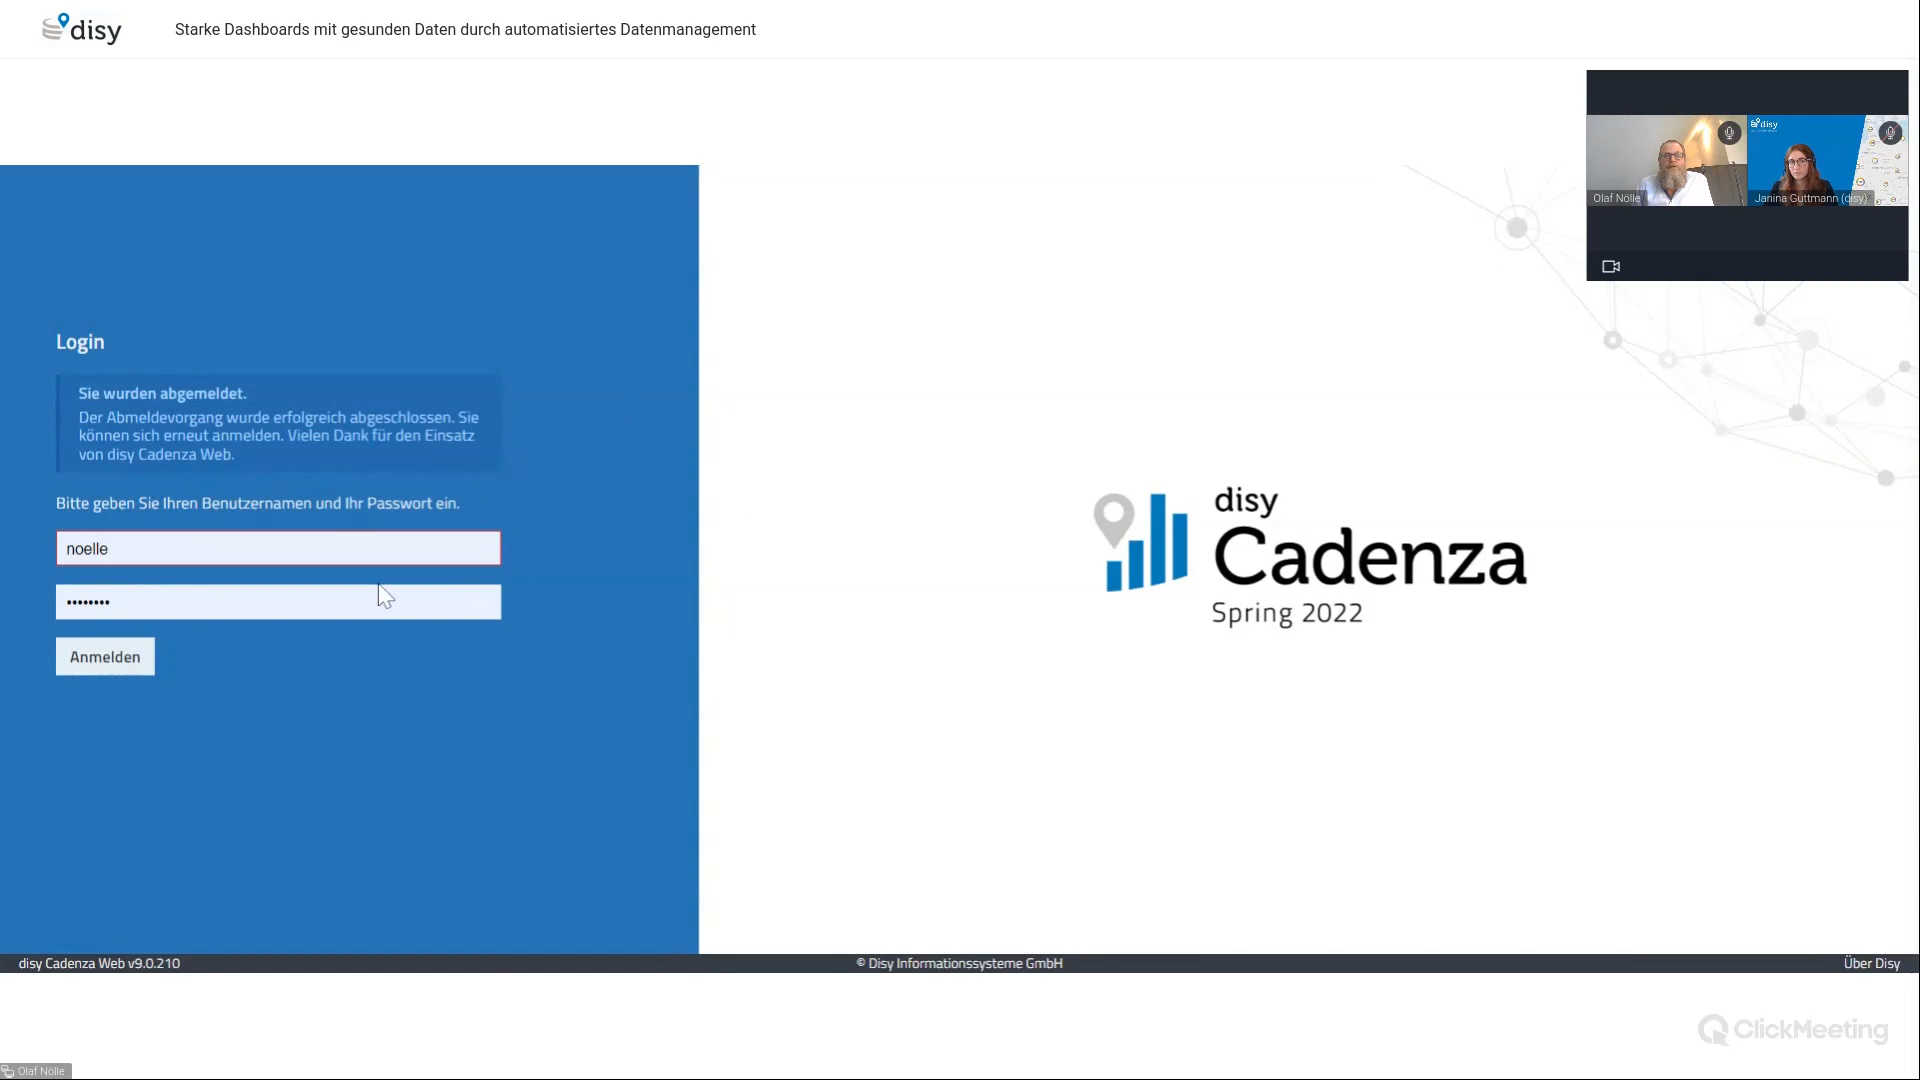 disy
Starke Dashboards mit gesunden Daten durch automatisiertes Datenmanagement
disy
Olaf Nölle
Janina Guttmann (disy)
Login
Sie wurden abgemeldet.
Der Abmeldevorgang wurde erfolgreich abgeschlossen. Sie
können sich erneut anmelden. Vielen Dank für den Einsatz
von disy Cadenza Web.
Bitte geben Sie Ihren Benutzernamen und Ihr Passwort ein.
noelle
••••••••
Anmelden
disy
Cadenza
Spring 2022
disy Cadenza Web v9.0.210
© Disy Informationssysteme GmbH
Über Disy
ClickMeeting
Olaf Nölle